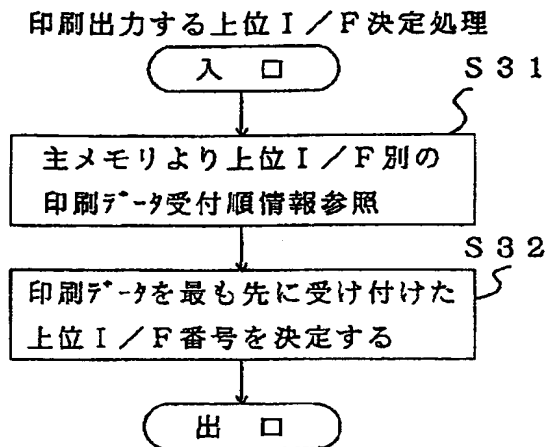 印刷出力する上位Ｉ／Ｆ決定処理
入　口
Ｓ３１
主メモリより上位Ｉ／Ｆ別の
印刷ﾃﾞｰﾀ受付順情報参照
Ｓ３２
印刷ﾃﾞｰﾀを最も先に受け付けた
上位Ｉ／Ｆ番号を決定する
出　口